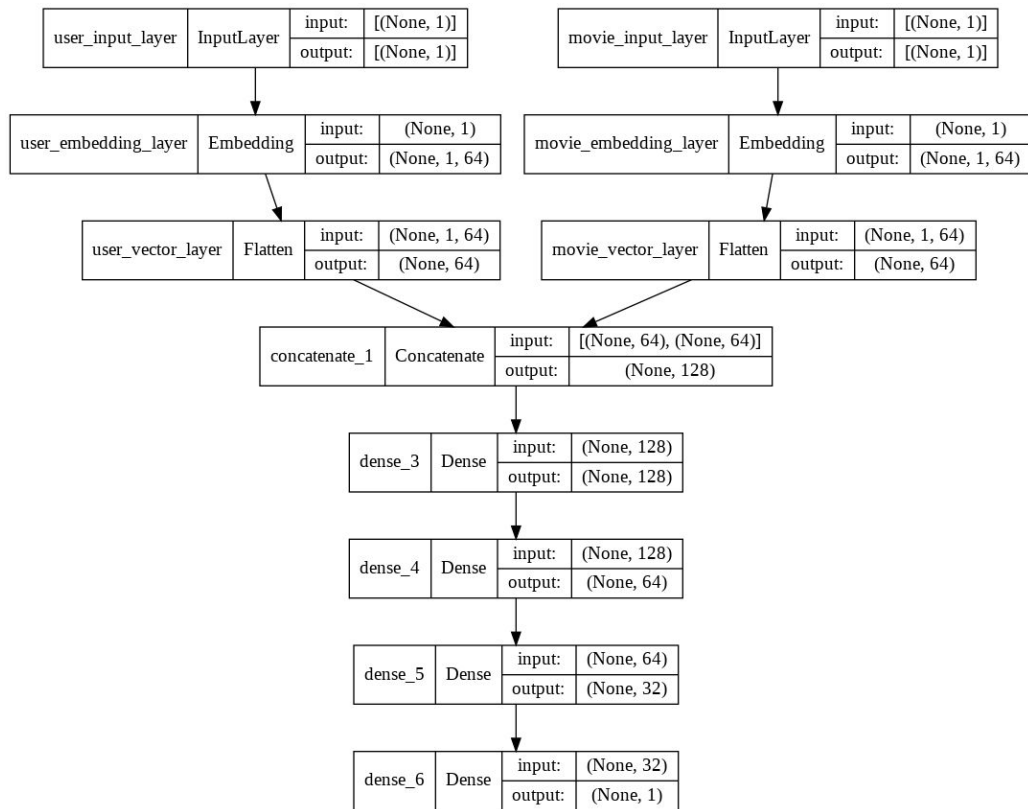 user_input_layer InputLayer input: [(None, 1)] output: [(None, 1)]
movie_input_layer InputLayer input: [(None, 1)] output: [(None, 1)]
user_embedding_layer Embedding input: (None, 1) output: (None, 1, 64)
movie_embedding_layer Embedding input: (None, 1) output: (None, 1, 64)
user_vector_layer Flatten input: (None, 1, 64) output: (None, 64)
movie_vector_layer Flatten input: (None, 1, 64) output: (None, 64)
concatenate_1 Concatenate input: [(None, 64), (None, 64)] output: (None, 128)
dense_3 Dense input: (None, 128) output: (None, 128)
dense_4 Dense input: (None, 128) output: (None, 64)
dense_5 Dense input: (None, 64) output: (None, 32)
dense_6 Dense input: (None, 32) output: (None, 1)